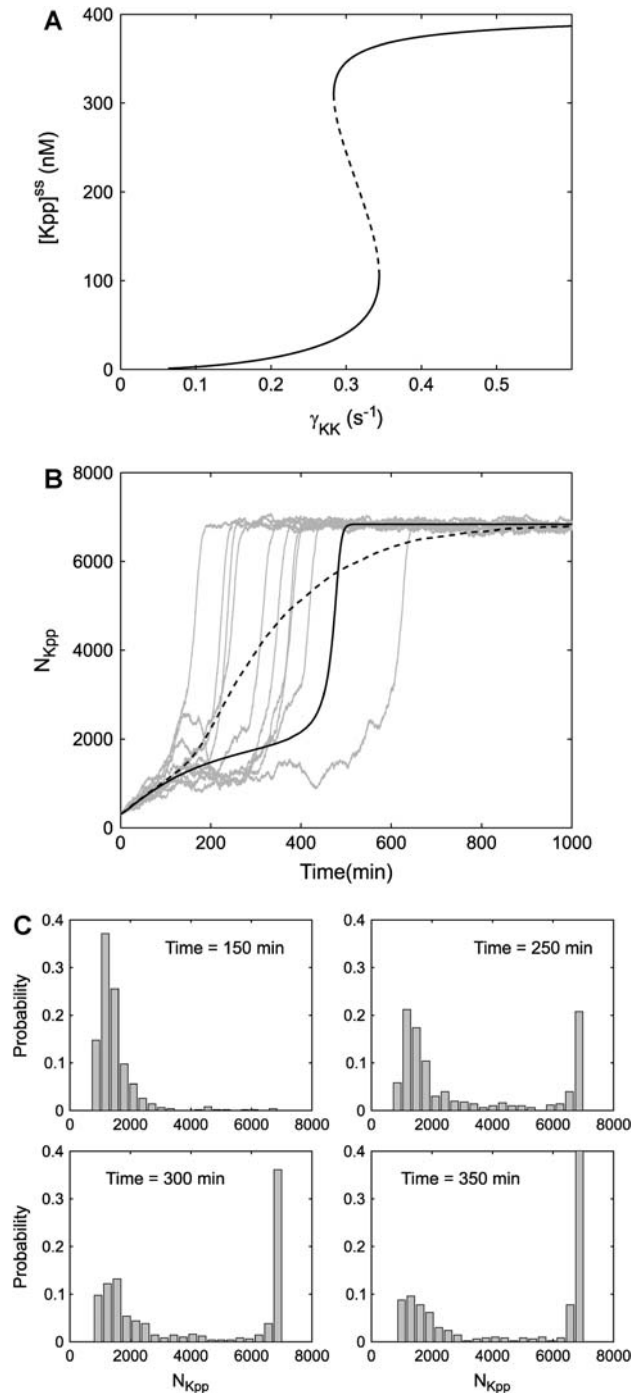 A
400
300
200
100
0
[Kpp]ss (nM)
0 0.1 0.2 0.3 0.4 0.5
γKK (s-1)
B
8000
6000
4000
2000
0
NKpp
0 200 400 600 800 1000
Time(min)
C
0.4
0.3
0.2
0.1
0
Probability
Time = 150 min
0 2000 4000 6000 8000
0.4
0.3
0.2
0.1
0
Time = 250 min
0 2000 4000 6000 8000
0.4
0.3
0.2
0.1
0
Probability
Time = 300 min
0 2000 4000 6000 8000
NKpp
0.4
0.3
0.2
0.1
0
Time = 350 min
0 2000 4000 6000 8000
NKpp